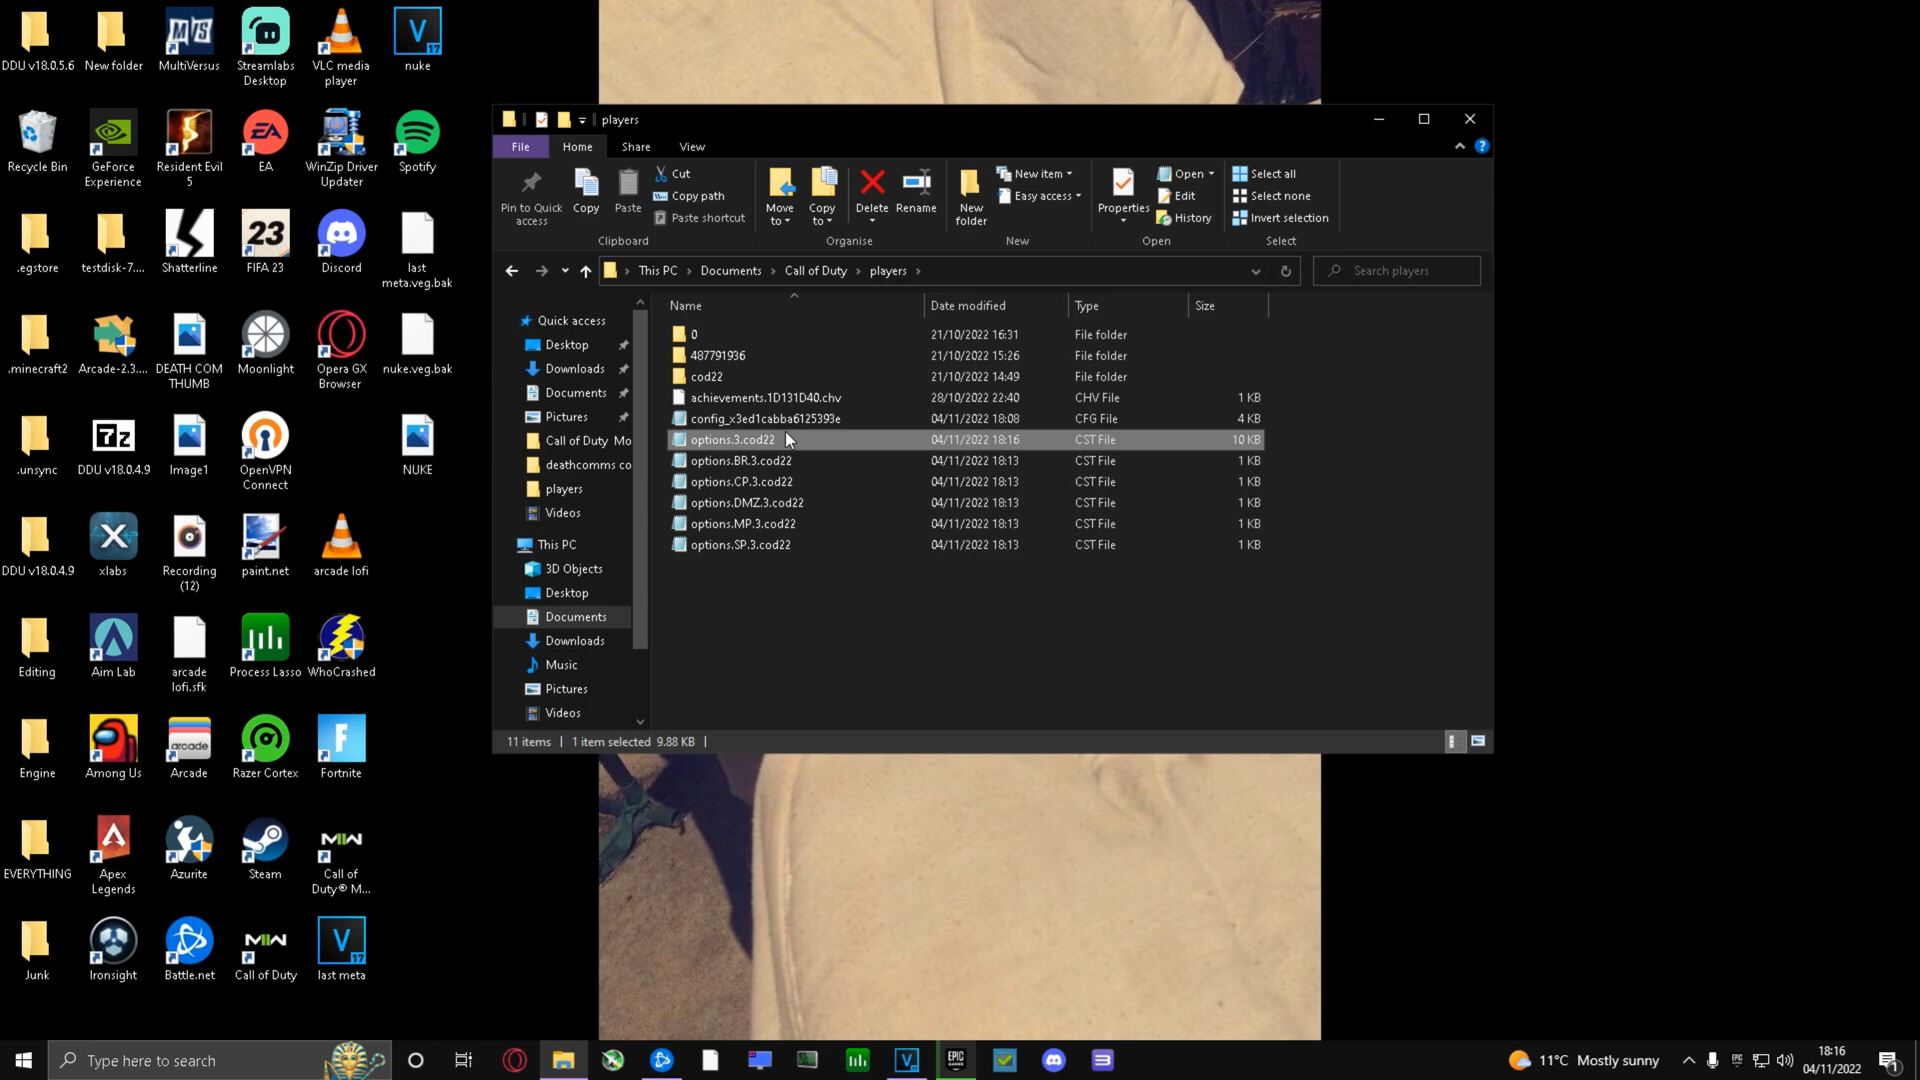 DDU v18.0.5.6
New folder
MultiVersus
Streamlabs Desktop
VLC media player
nuke
Recycle Bin
GeForce Experience
Resident Evil 5
EA
WinZip Driver Updater
Spotify
.egstore
testdisk-7....
Shatterline
23
FIFA 23
Discord
last meta.veg.bak
.minecraft2
Arcade-2.3....
DEATH COM THUMB
Moonlight
Opera GX Browser
nuke.veg.bak
.unsync
DDU v18.0.4.9
Image1
OpenVPN Connect
NUKE
DDU v18.0.4.9
xlabs
Recording (12)
paint.net
arcade lofi
Editing
Aim Lab
arcade lofi.sfk
Process Lasso
WhoCrashed
Engine
Among Us
Arcade
Razer Cortex
Fortnite
EVERYTHING
Apex Legends
Azurite
Steam
Call of Duty® M...
Junk
Ironsight
Battle.net
Call of Duty
last meta
players
File Home Share View
Pin to Quick access
Copy
Paste
Cut
Copy path
Paste shortcut
Clipboard
Move to
Copy to
Delete
Rename
Organise
New folder
New item
Easy access
New
Properties
Open
Edit
History
Open
Select all
Select none
Invert selection
Select
This PC > Documents > Call of Duty > players >
Search players
Quick access
Desktop
Downloads
Documents
Pictures
Call of Duty Mo
deathcomms co
players
Videos
This PC
3D Objects
Desktop
Documents
Downloads
Music
Pictures
Videos
Name Date modified Type Size
0 21/10/2022 16:31 File folder
487791936 21/10/2022 15:26 File folder
cod22 21/10/2022 14:49 File folder
achievements.1D131D40.chv 28/10/2022 22:40 CHV File 1 KB
config_x3ed1cabba6125393e 04/11/2022 18:08 CFG File 4 KB
options.3.cod22 04/11/2022 18:16 CST File 10 KB
options.BR.3.cod22 04/11/2022 18:13 CST File 1 KB
options.CP.3.cod22 04/11/2022 18:13 CST File 1 KB
options.DMZ.3.cod22 04/11/2022 18:13 CST File 1 KB
options.MP.3.cod22 04/11/2022 18:13 CST File 1 KB
options.SP.3.cod22 04/11/2022 18:13 CST File 1 KB
11 items | 1 item selected 9.88 KB |
Type here to search
11°C Mostly sunny
18:16
04/11/2022